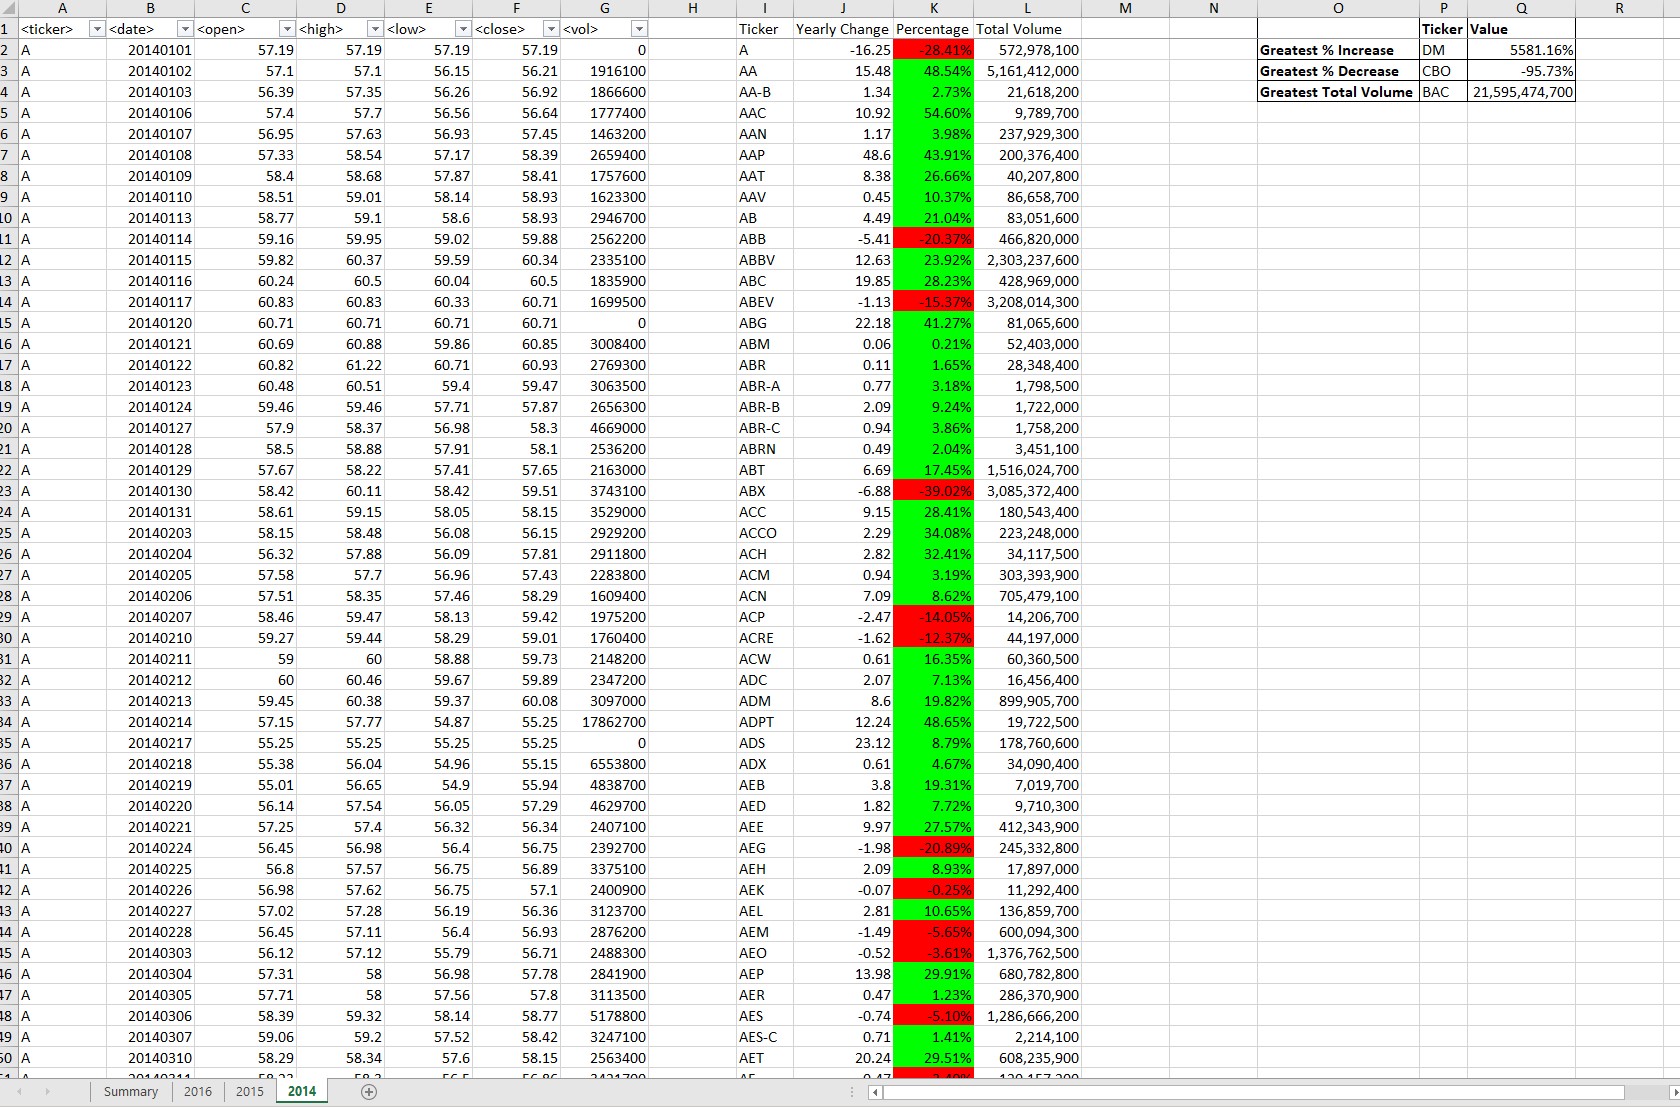 A B C D E F G H I J K L M N O P Q R
1 <ticker> <date> <open> <high> <low> <close> <vol> Ticker Yearly Change Percentage Total Volume Ticker Value
2 A 20140101 57.19 57.19 57.19 57.19 0 A -16.25 -28.41% 572,978,100 Greatest % Increase DM 5581.16%
3 A 20140102 57.1 57.1 56.15 56.21 1916100 AA 15.48 48.54% 5,161,412,000 Greatest % Decrease CBO -95.73%
4 A 20140103 56.39 57.35 56.26 56.92 1866600 AA-B 1.34 2.73% 21,618,200 Greatest Total Volume BAC 21,595,474,700
5 A 20140106 57.4 57.7 56.56 56.64 1777400 AAC 10.92 54.60% 9,789,700
6 A 20140107 56.95 57.63 56.93 57.45 1463200 AAN 1.17 3.98% 237,929,300
7 A 20140108 57.33 58.54 57.17 58.39 2659400 AAP 48.6 43.91% 200,376,400
8 A 20140109 58.4 58.68 57.87 58.41 1757600 AAT 8.38 26.66% 40,207,800
9 A 20140110 58.51 59.01 58.14 58.93 1623300 AAV 0.45 10.37% 86,658,700
10 A 20140113 58.77 59.1 58.6 58.93 2946700 AB 4.49 21.04% 83,051,600
11 A 20140114 59.16 59.95 59.02 59.88 2562200 ABB -5.41 -20.37% 466,820,000
12 A 20140115 59.82 60.37 59.59 60.34 2335100 ABBV 12.63 23.92% 2,303,237,600
13 A 20140116 60.24 60.5 60.04 60.5 1835900 ABC 19.85 28.23% 428,969,000
14 A 20140117 60.83 60.83 60.33 60.71 1699500 ABEV -1.13 -15.37% 3,208,014,300
15 A 20140120 60.71 60.71 60.71 60.71 0 ABG 22.18 41.27% 81,065,600
16 A 20140121 60.69 60.88 59.86 60.85 3008400 ABM 0.06 0.21% 52,403,000
17 A 20140122 60.82 61.22 60.71 60.93 2769300 ABR 0.11 1.65% 28,348,400
18 A 20140123 60.48 60.51 59.4 59.47 3063500 ABR-A 0.77 3.18% 1,798,500
19 A 20140124 59.46 59.46 57.71 57.87 2656300 ABR-B 2.09 9.24% 1,722,000
20 A 20140127 57.9 58.37 56.98 58.3 4669000 ABR-C 0.94 3.86% 1,758,200
21 A 20140128 58.5 58.88 57.91 58.1 2536200 ABRN 0.49 2.04% 3,451,100
22 A 20140129 57.67 58.22 57.41 57.65 2163000 ABT 6.69 17.45% 1,516,024,700
23 A 20140130 58.42 60.11 58.42 59.51 3743100 ABX -6.88 -39.02% 3,085,372,400
24 A 20140131 58.61 59.15 58.05 58.15 3529000 ACC 9.15 28.41% 180,543,400
25 A 20140203 58.15 58.48 56.08 56.15 2929200 ACCO 2.29 34.08% 223,248,000
26 A 20140204 56.32 57.88 56.09 57.81 2911800 ACH 2.82 32.41% 34,117,500
27 A 20140205 57.58 57.7 56.96 57.43 2283800 ACM 0.94 3.19% 303,393,900
28 A 20140206 57.51 58.35 57.46 58.29 1609400 ACN 7.09 8.62% 705,479,100
29 A 20140207 58.46 59.47 58.13 59.42 1975200 ACP -2.47 -14.05% 14,206,700
30 A 20140210 59.27 59.44 58.29 59.01 1760400 ACRE -1.62 -12.37% 44,197,000
31 A 20140211 59 60 58.88 59.73 2148200 ACW 0.61 16.35% 60,360,500
32 A 20140212 60 60.46 59.67 59.89 2347200 ADC 2.07 7.13% 16,456,400
33 A 20140213 59.45 60.38 59.37 60.08 3097000 ADM 8.6 19.82% 899,905,700
34 A 20140214 57.15 57.77 54.87 55.25 17862700 ADPT 12.24 48.65% 19,722,500
35 A 20140217 55.25 55.25 55.25 55.25 0 ADS 23.12 8.79% 178,760,600
36 A 20140218 55.38 56.04 54.96 55.15 6553800 ADX 0.61 4.67% 34,090,400
37 A 20140219 55.01 56.65 54.9 55.94 4838700 AEB 3.8 19.31% 7,019,700
38 A 20140220 56.14 57.54 56.05 57.29 4629700 AED 1.82 7.72% 9,710,300
39 A 20140221 57.25 57.4 56.32 56.34 2407100 AEE 9.97 27.57% 412,343,900
40 A 20140224 56.45 56.98 56.4 56.75 2392700 AEG -1.98 -20.89% 245,332,800
41 A 20140225 56.8 57.57 56.75 56.89 3375100 AEH 2.09 8.93% 17,897,000
42 A 20140226 56.98 57.62 56.75 57.1 2400900 AEK -0.07 -0.25% 11,292,400
43 A 20140227 57.02 57.28 56.19 56.36 3123700 AEL 2.81 10.65% 136,859,700
44 A 20140228 56.45 57.11 56.4 56.93 2876200 AEM -1.49 -5.65% 600,094,300
45 A 20140303 56.12 57.12 55.79 56.71 2488300 AEO -0.52 -3.61% 1,376,762,500
46 A 20140304 57.31 58 56.98 57.78 2841900 AEP 13.98 29.91% 680,782,800
47 A 20140305 57.71 58 57.56 57.8 3113500 AER 0.47 1.23% 286,370,900
48 A 20140306 58.39 59.32 58.14 58.77 5178800 AES -0.74 -5.10% 1,286,666,200
49 A 20140307 59.06 59.2 57.52 58.42 3247100 AES-C 0.71 1.41% 2,214,100
50 A 20140310 58.29 58.34 57.6 58.15 2563400 AET 20.24 29.51% 608,235,900
Summary 2016 2015 2014